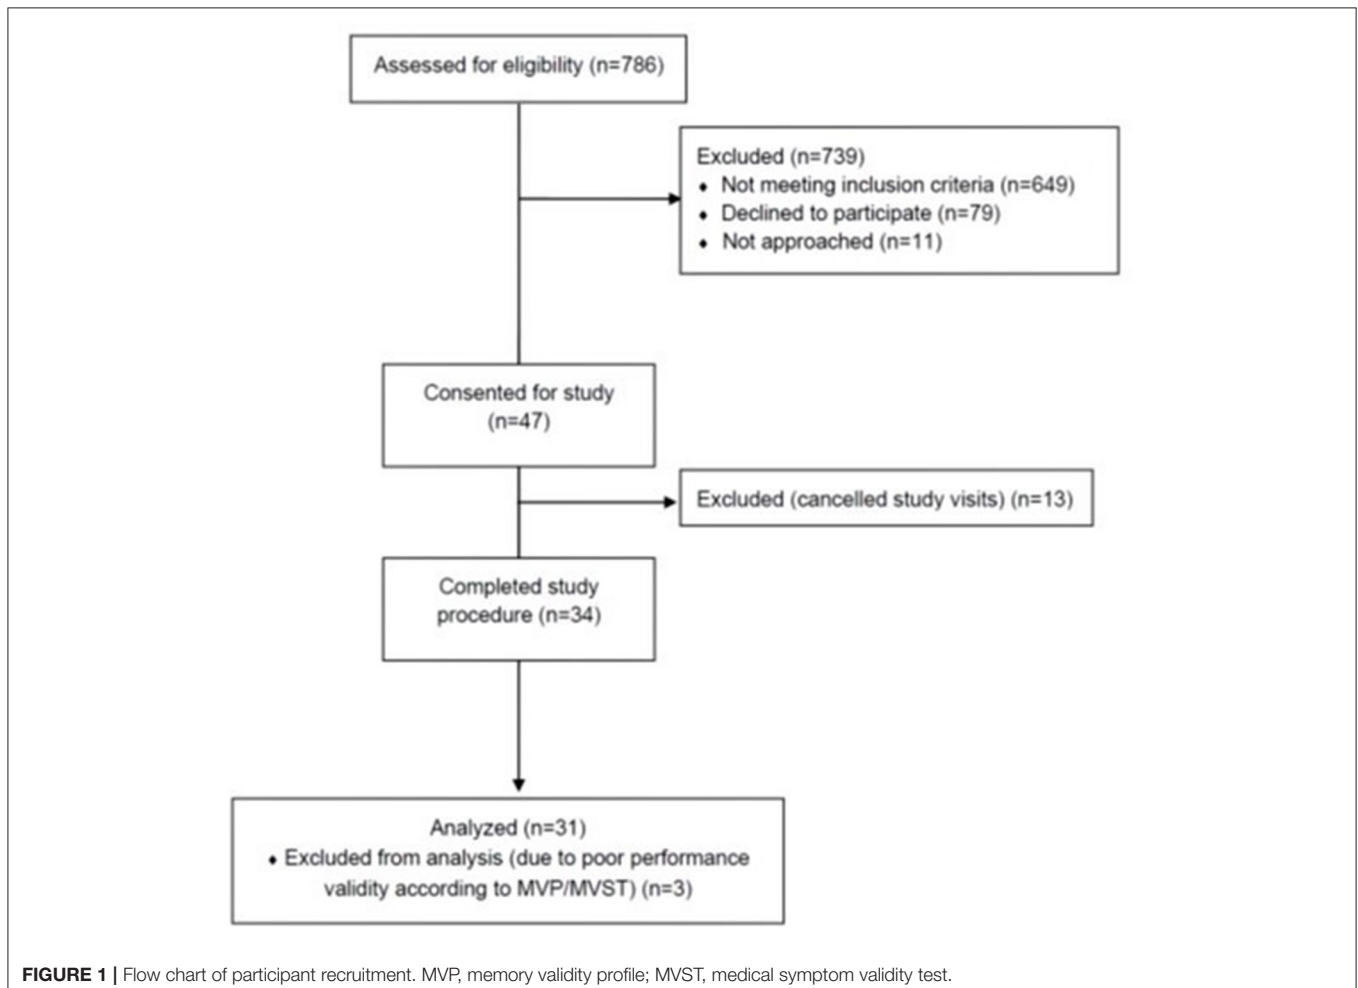 Assessed for eligibility (n=786)
Excluded (n=739)
♦ Not meeting inclusion criteria (n=649)
♦ Declined to participate (n=79)
♦ Not approached (n=11)
Consented for study
(n=47)
Excluded (cancelled study visits) (n=13)
Completed study
procedure (n=34)
Analyzed (n=31)
♦ Excluded from analysis (due to poor performance
validity according to MVP/MVST) (n=3)
FIGURE 1 | Flow chart of participant recruitment. MVP, memory validity profile; MVST, medical symptom validity test.